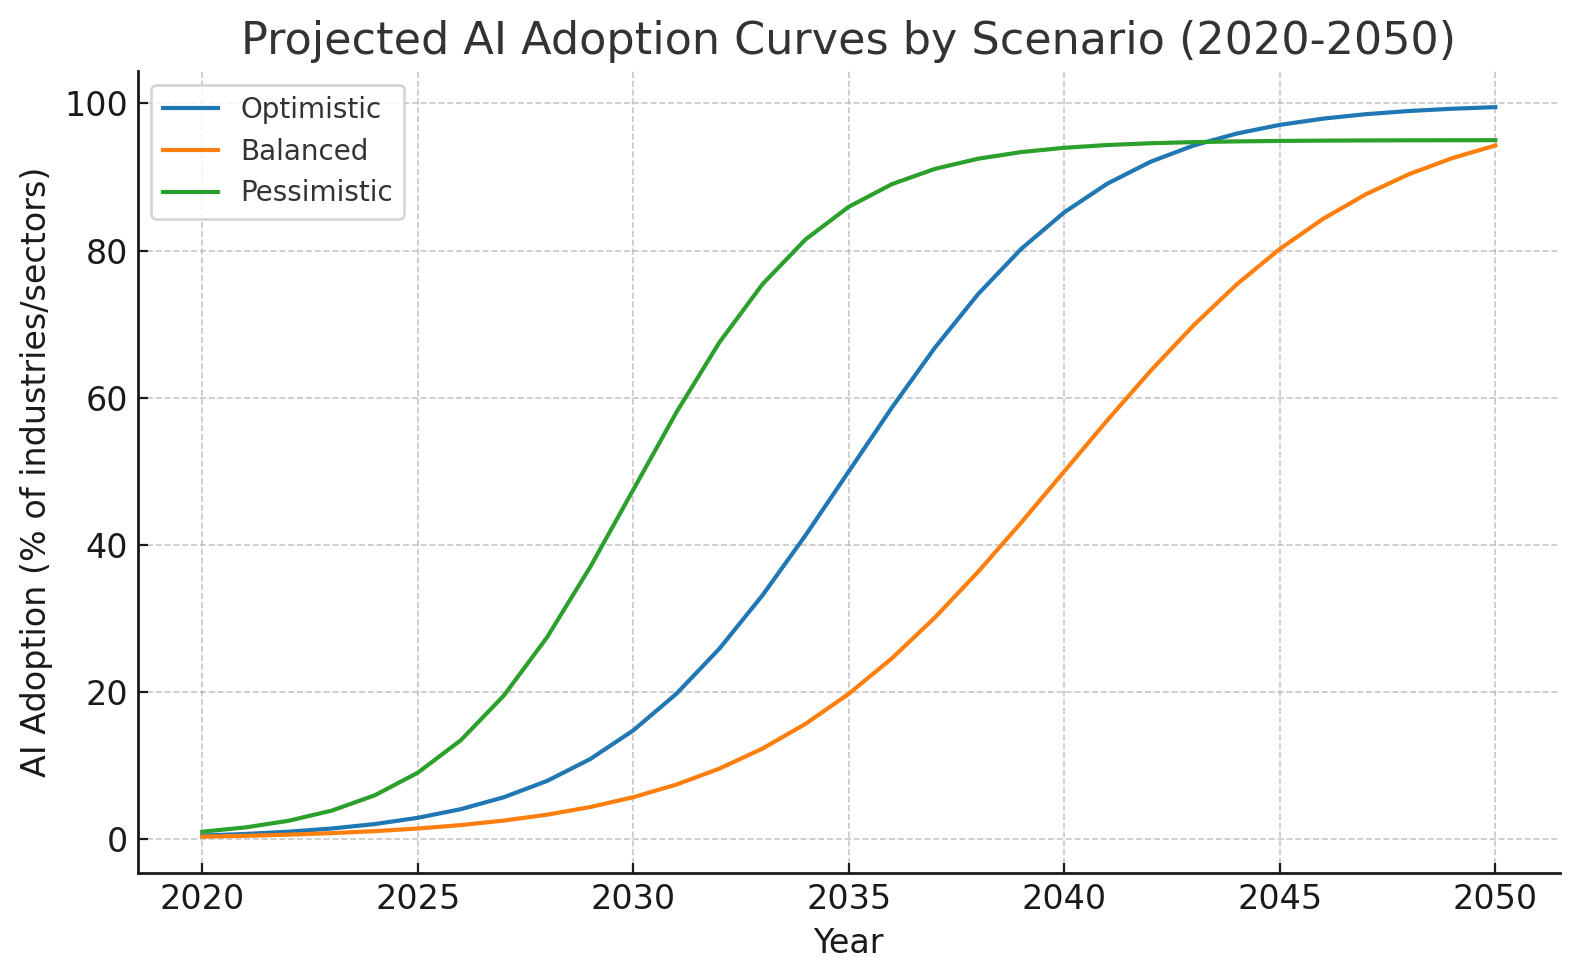 Projected AI Adoption Curves by Scenario (2020-2050)
Optimistic
Balanced
Pessimistic
AI Adoption (% of industries/sectors)
100
80
60
40
20
0
2020 2025 2030 2035 2040 2045 2050
Year